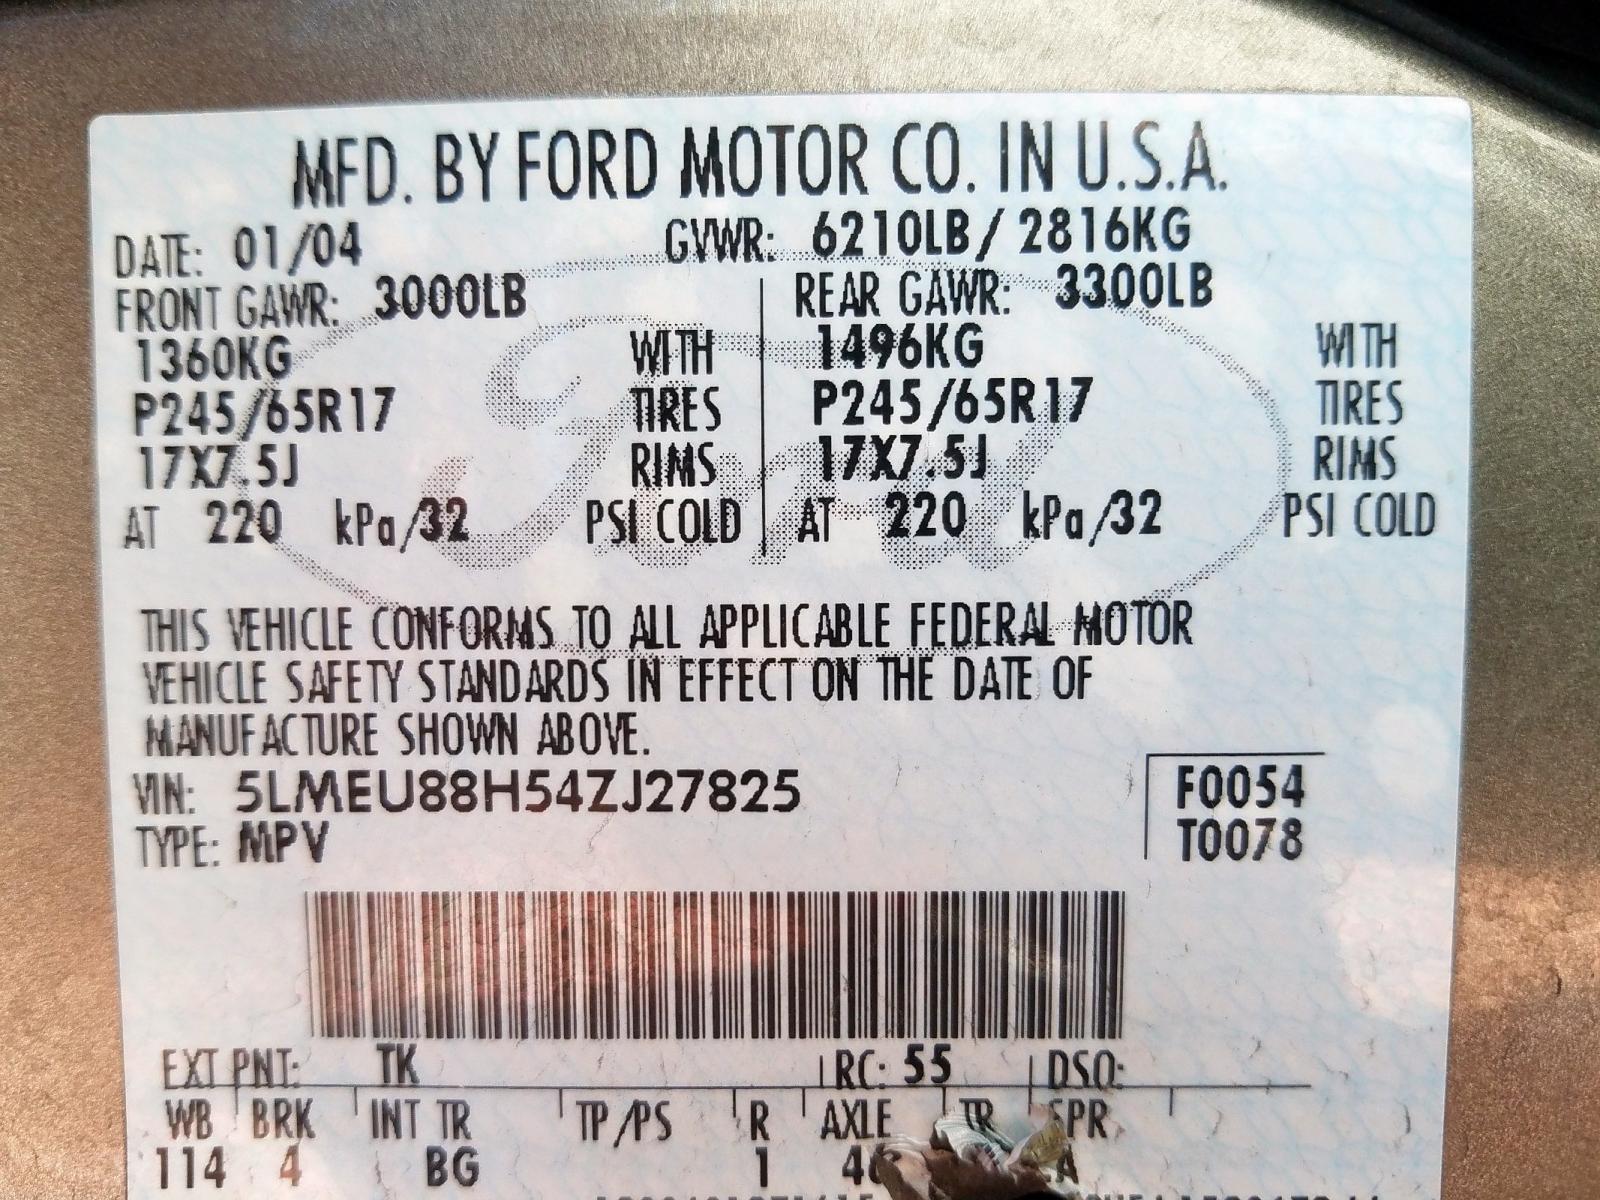 MFD. BY FORD MOTOR CO. IN U.S.A.
DATE: 01/04 GVWR: 6210LB/2816KG
FRONT GAWR: 3000LB REAR GAWR: 3300LB
1360KG WITH 1496KG WITH
P245/65R17 TIRES P245/65R17 TIRES
17X7.5J RIMS 17X7.5J RIMS
AT 220 kPa/32 PSI COLD AT 220 kPa/32 PSI COLD
Ford
THIS VEHICLE CONFORMS TO ALL APPLICABLE FEDERAL MOTOR
VEHICLE SAFETY STANDARDS IN EFFECT ON THE DATE OF
MANUFACTURE SHOWN ABOVE.
VIN: 5LMEU88H54ZJ27825 F0054
TYPE: MPV T0078
EXT PNT: TK RC: 55 DSO:
WB BRK INT TR TP/PS R AXLE TR SPR
114 4 BG 1